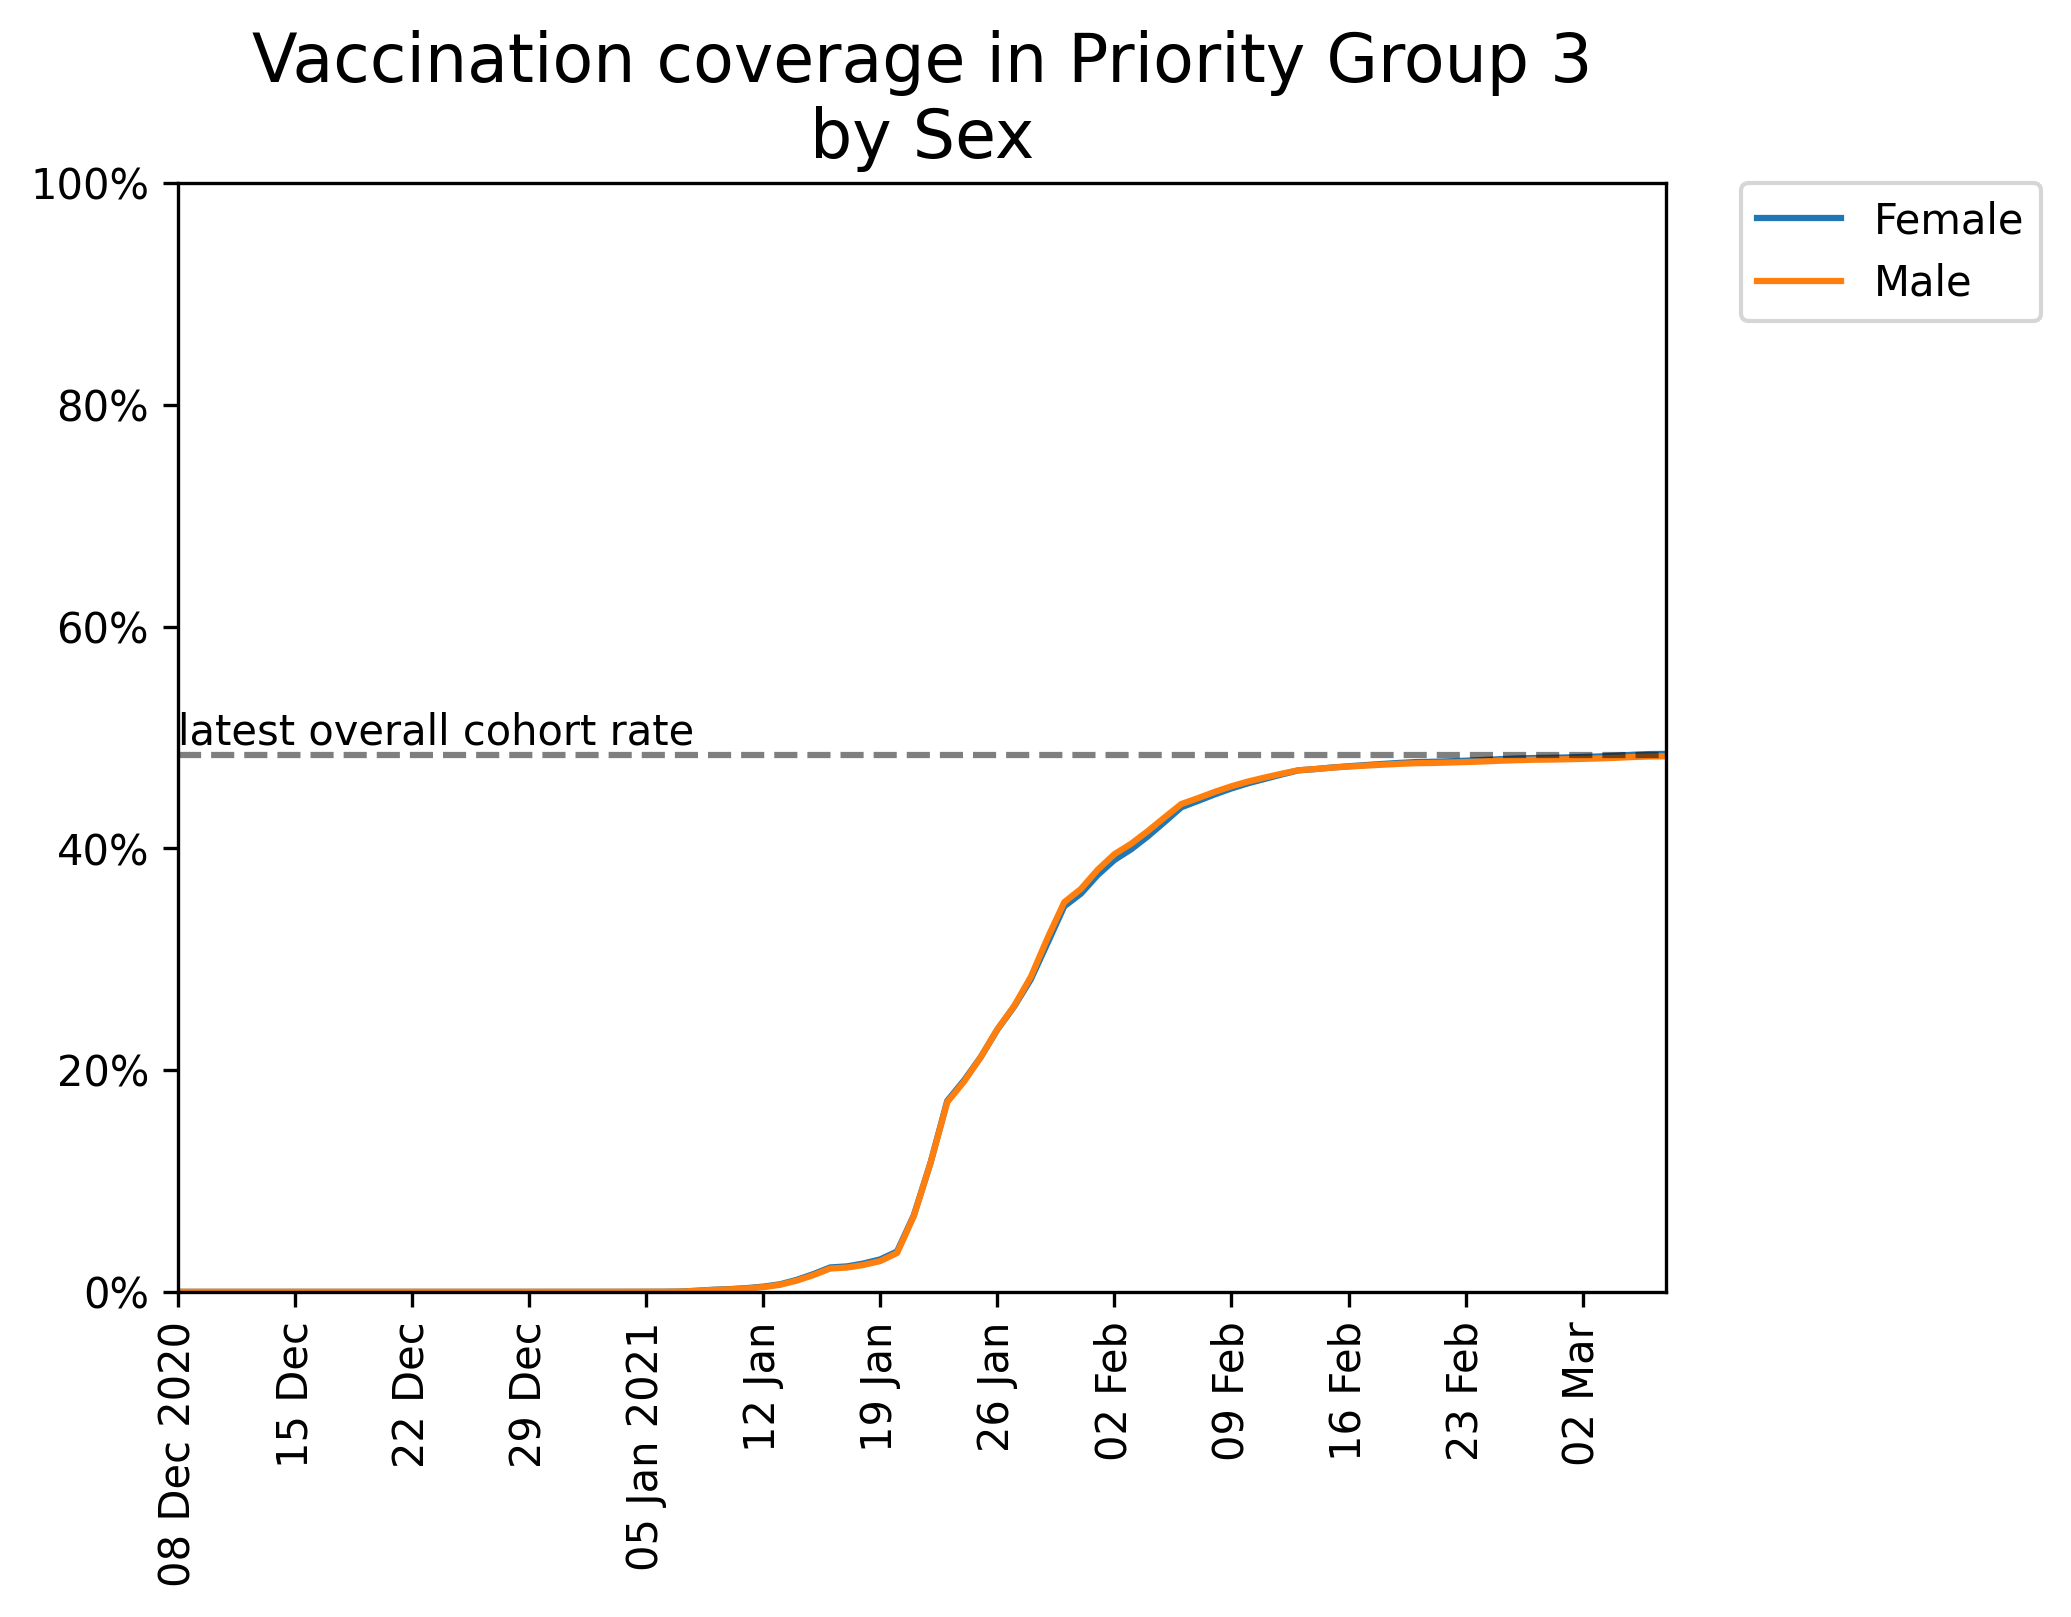 Vaccination coverage in Priority Group 3
by Sex
100%
80%
60%
40%
20%
0%
latest overall cohort rate
Female
Male
08 Dec 2020
15 Dec
22 Dec
29 Dec
05 Jan 2021
12 Jan
19 Jan
26 Jan
02 Feb
09 Feb
16 Feb
23 Feb
02 Mar